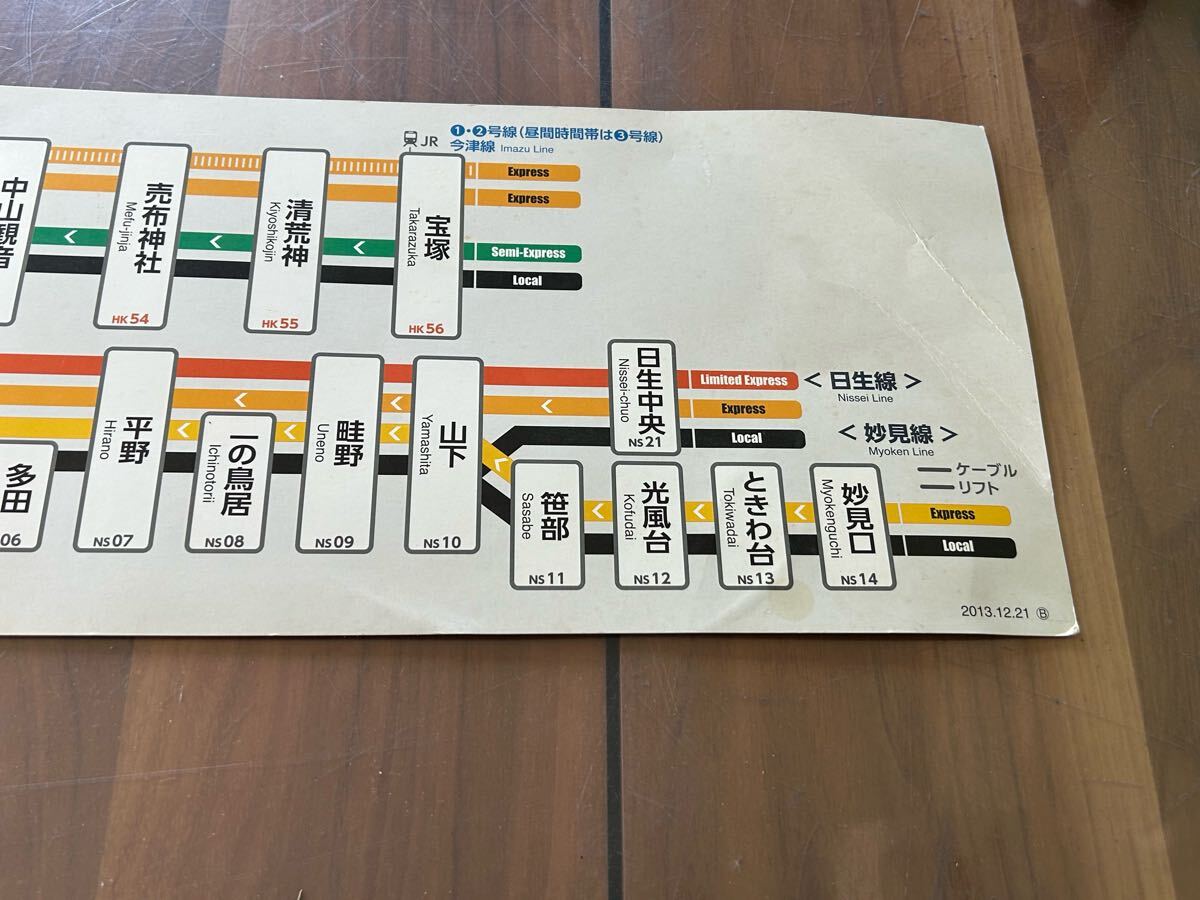 ❶・❷号線(昼間時間帯は❸号線)
JR
今津線 Imazu Line
中山観音
売布神社
Mefu-jinja
HK54
清荒神
Kiyoshikojin
HK55
宝塚
Takarazuka
HK56
Express
Express
Semi-Express
Local
多田
06
平野
Hirano
NS07
一の鳥居
Ichinotorii
NS08
畦野
Uneno
NS09
山下
Yamashita
NS10
日生中央
Nissei-chuo
NS21
Limited Express
Express
Local
< 日生線 >
Nissei Line
< 妙見線 >
Myoken Line
ケーブル
リフト
笹部
Sasabe
NS11
光風台
Kofudai
NS12
ときわ台
Tokiwadai
NS13
妙見口
Myokenguchi
NS14
Express
Local
2013.12.21 Ⓑ